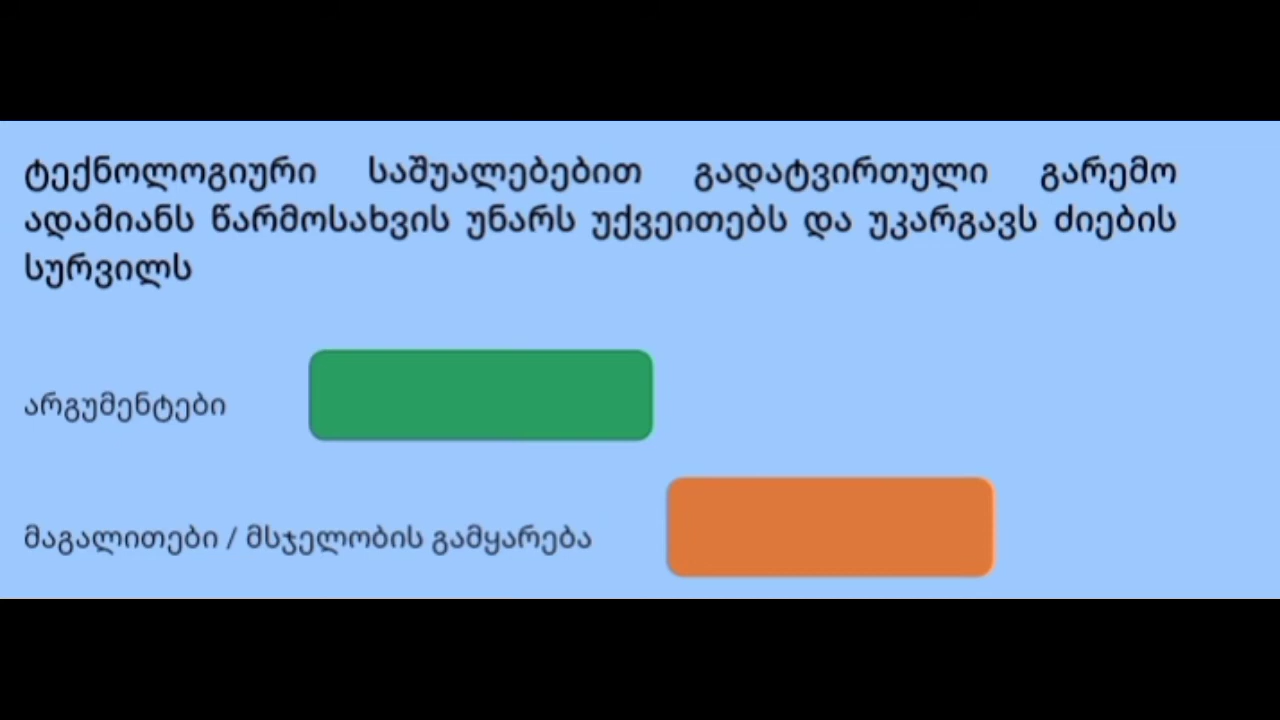 ტექნოლოგიური საშუალებებით გადატვირთული გარემო
ადამიანს წარმოსახვის უნარს უქვეითებს და უკარგავს ძიების
სურვილს
არგუმენტები
მაგალითები / მსჯელობის გამყარება